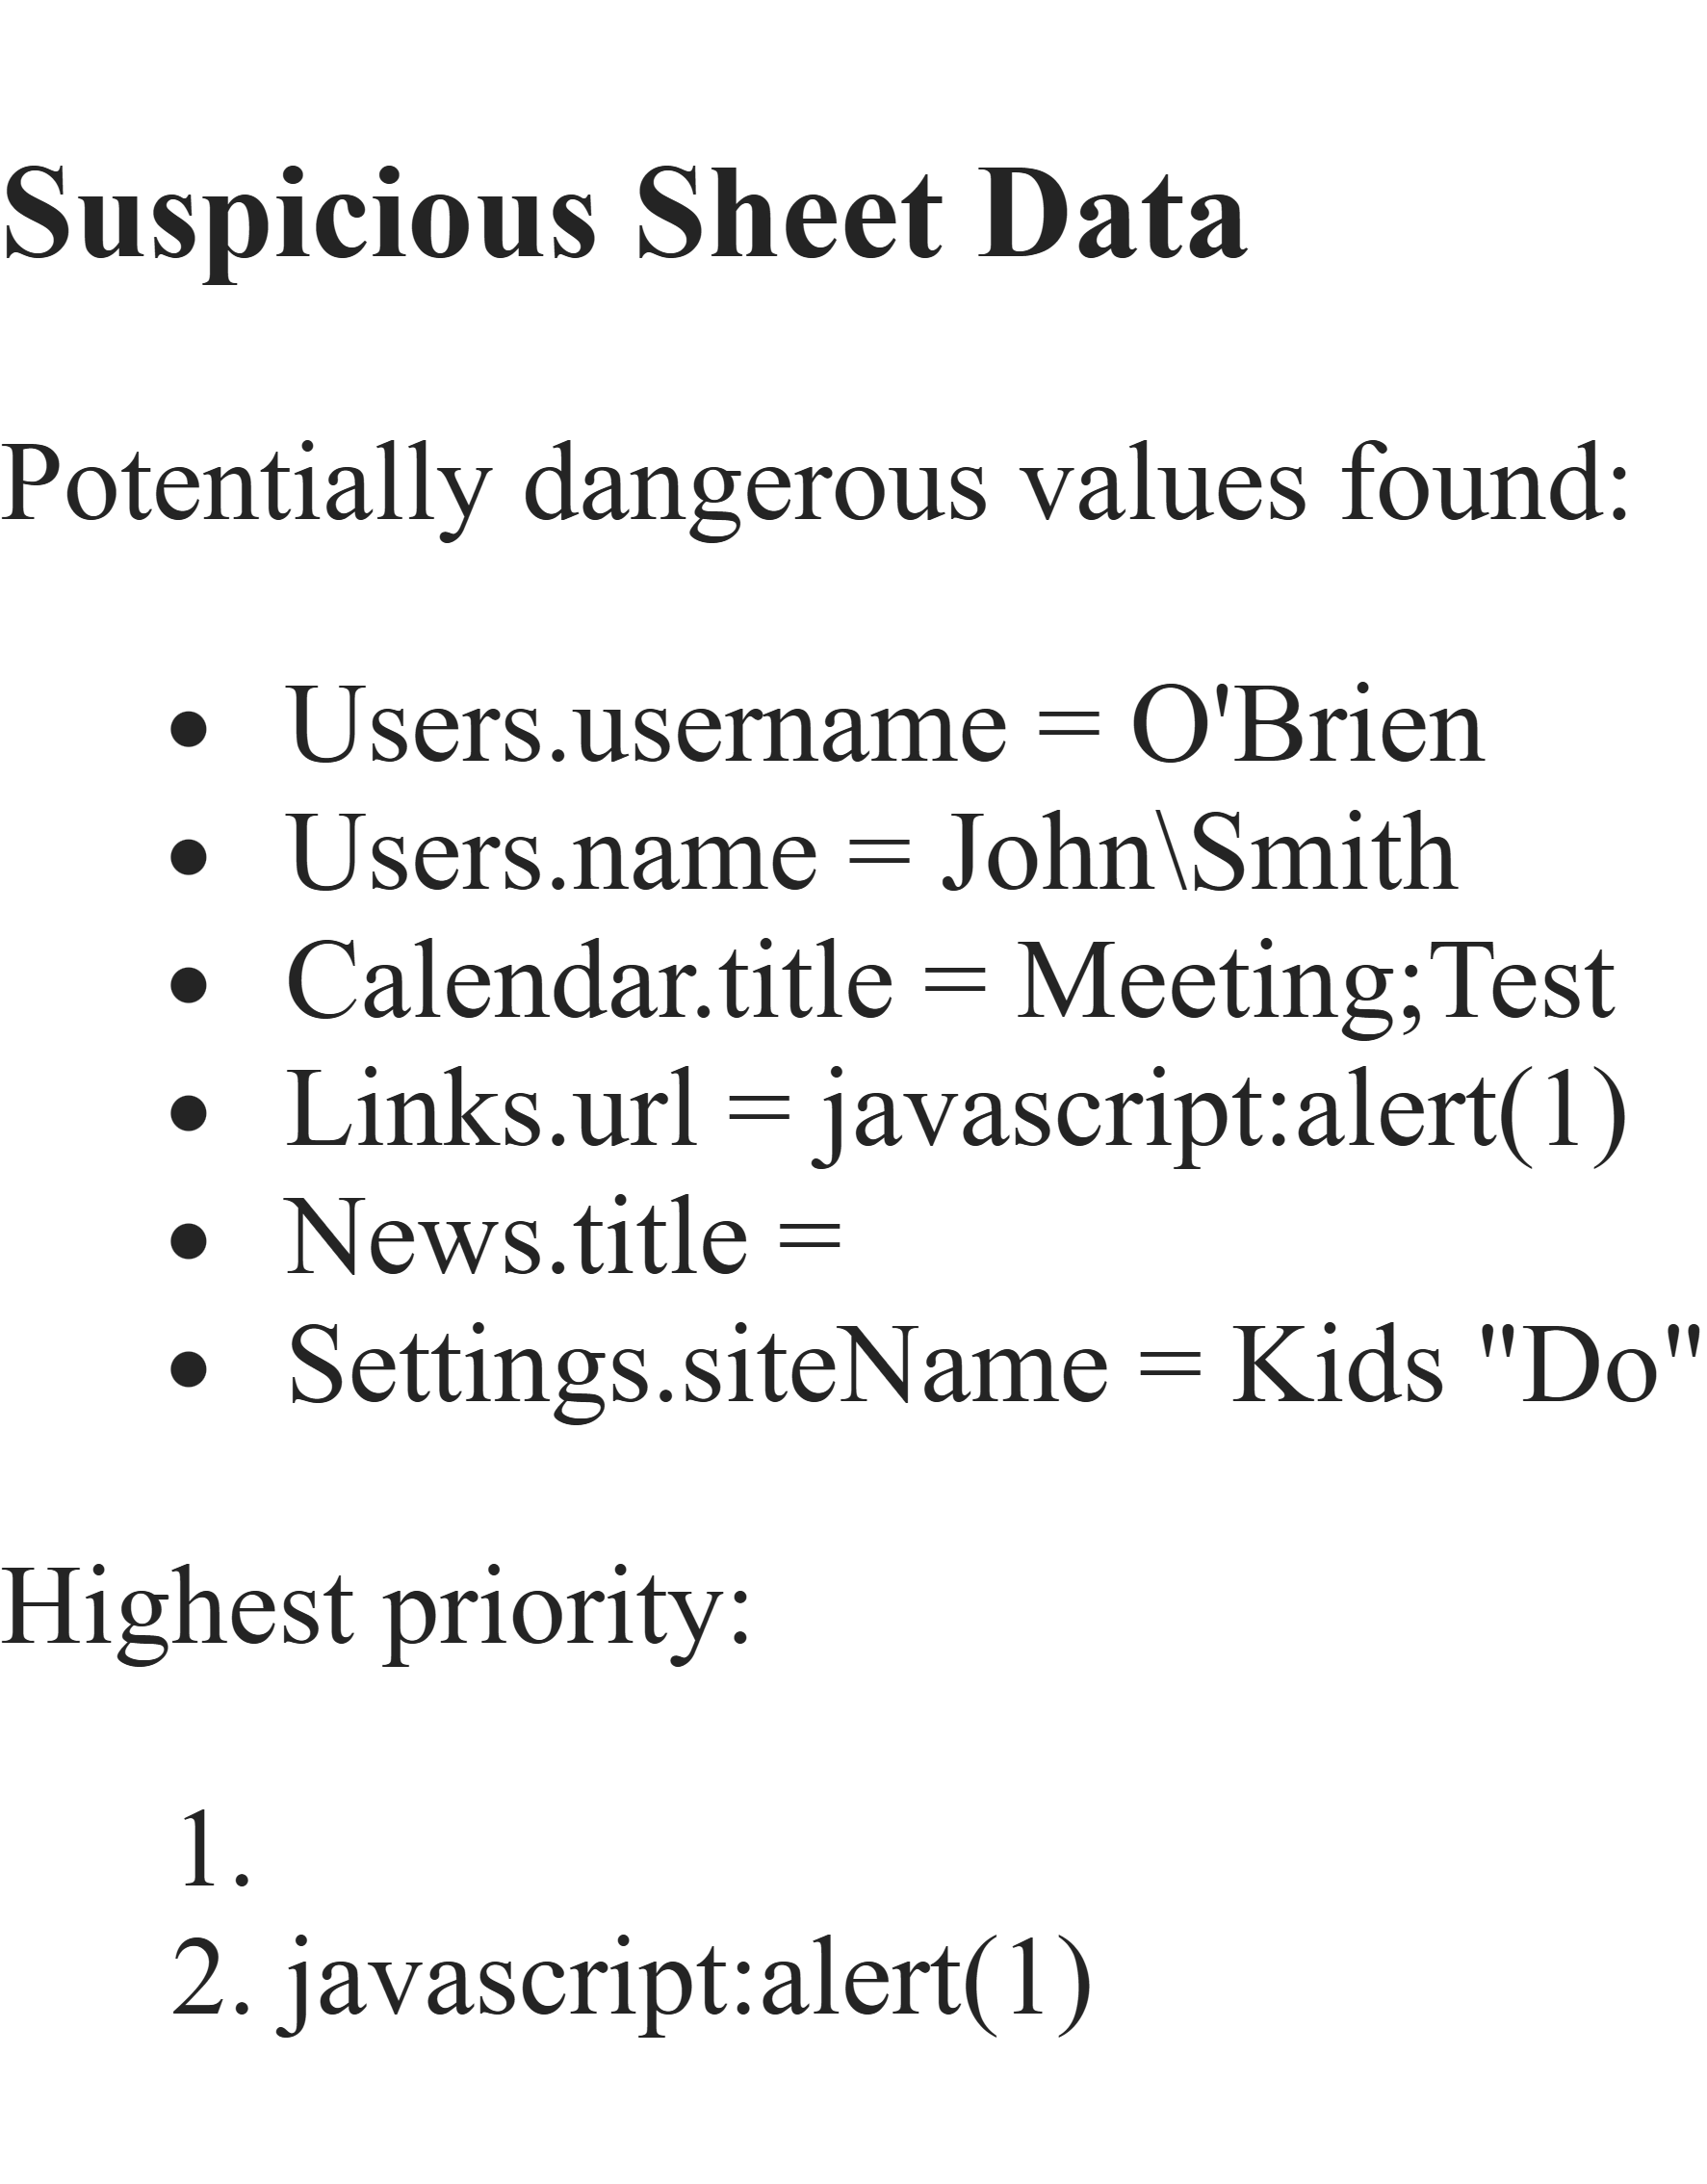 Suspicious Sheet Data
Potentially dangerous values found:
• Users.username = O'Brien
• Users.name = John\Smith
• Calendar.title = Meeting;Test
• Links.url = javascript:alert(1)
• News.title =
• Settings.siteName = Kids "Do"
Highest priority:
1.
2. javascript:alert(1)